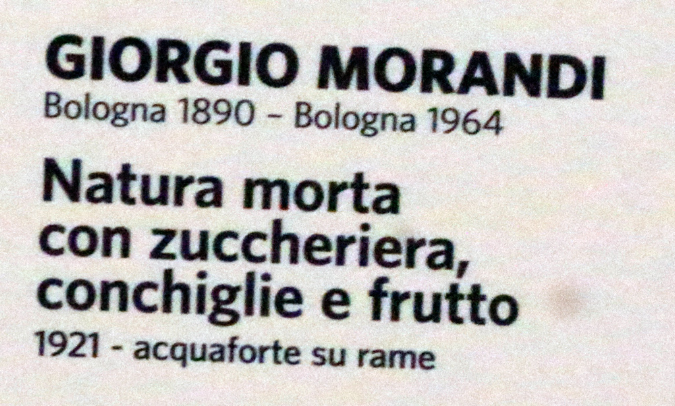 GIORGIO MORANDI
Bologna 1890 – Bologna 1964
Natura morta
con zuccheriera,
conchiglie e frutto
1921 - acquaforte su rame